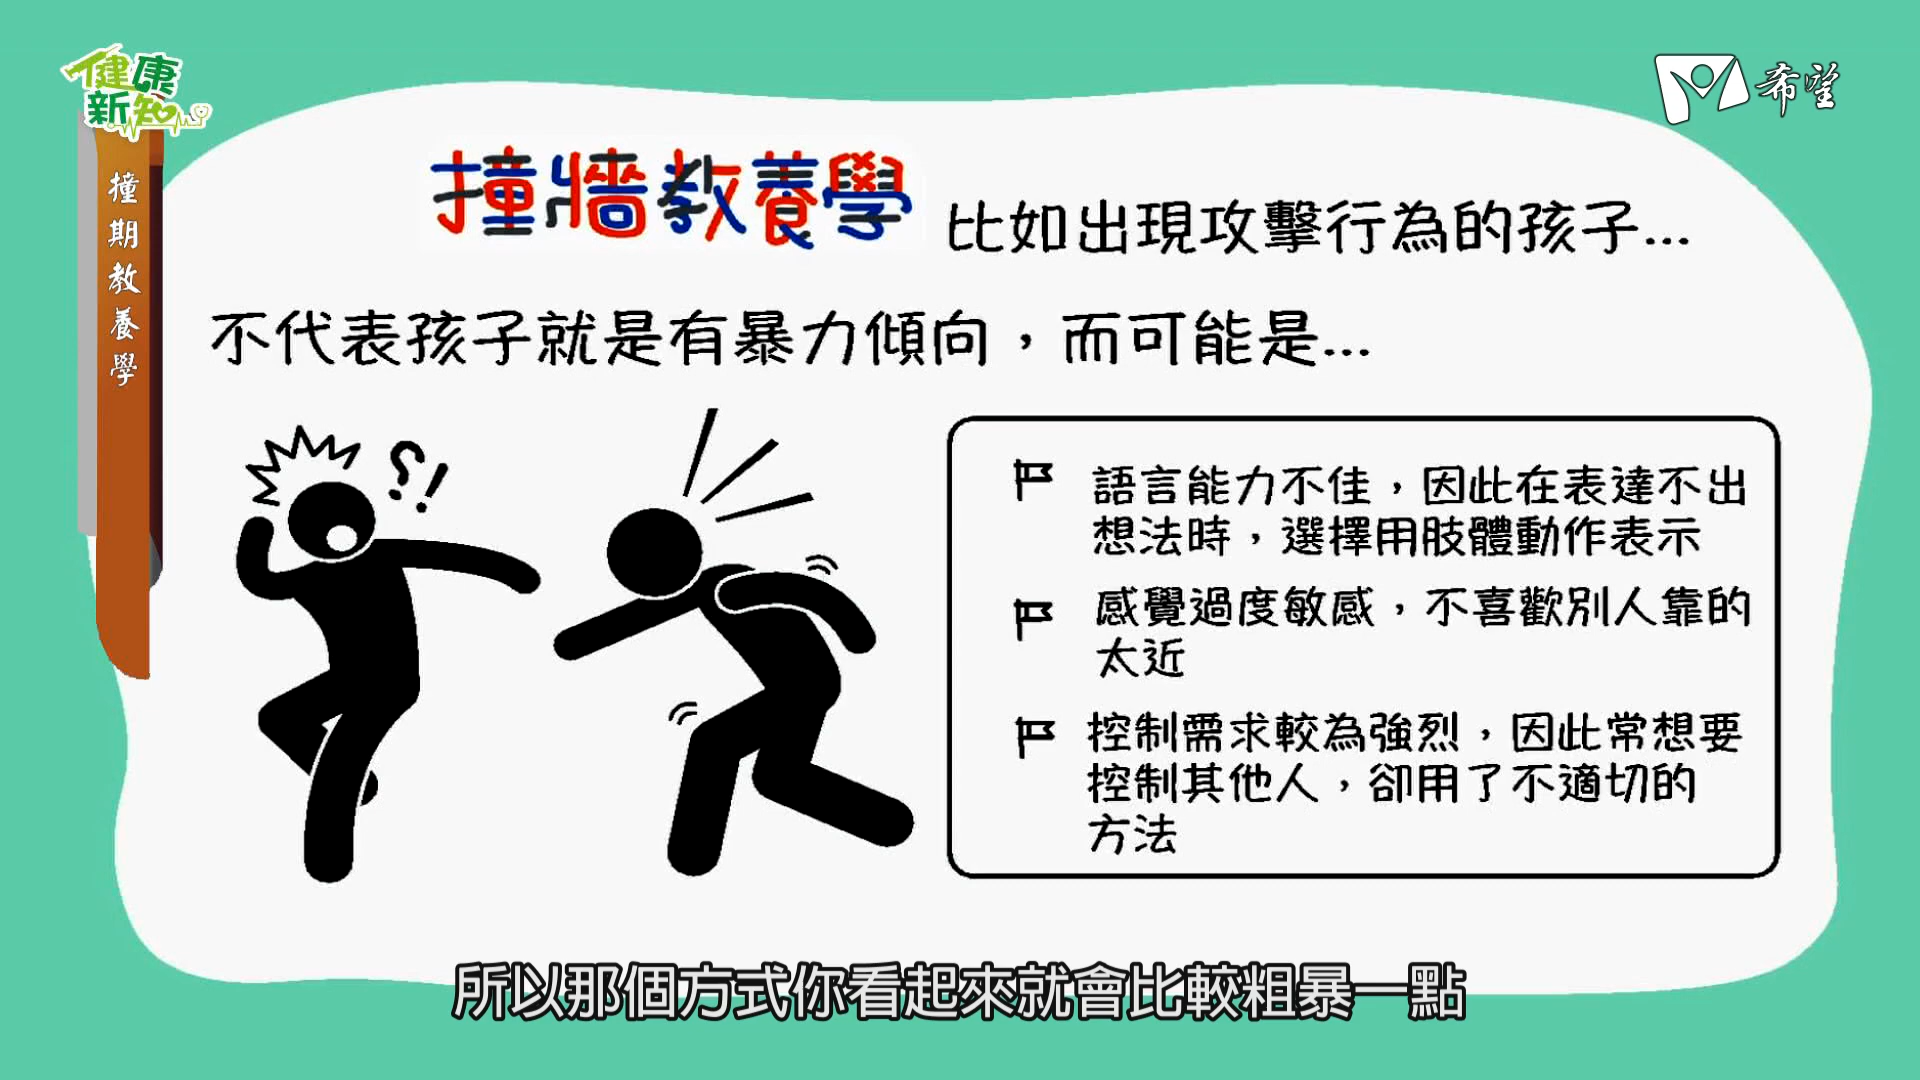 健康
新知
希望
撞期教養學
撞牆教養學
比如出現攻擊行為的孩子...
不代表孩子就是有暴力傾向，而可能是...
?!
語言能力不佳，因此在表達不出
想法時，選擇用肢體動作表示
感覺過度敏感，不喜歡別人靠的
太近
控制需求較為強烈，因此常想要
控制其他人，卻用了不適切的
方法
所以那個方式你看起來就會比較粗暴一點